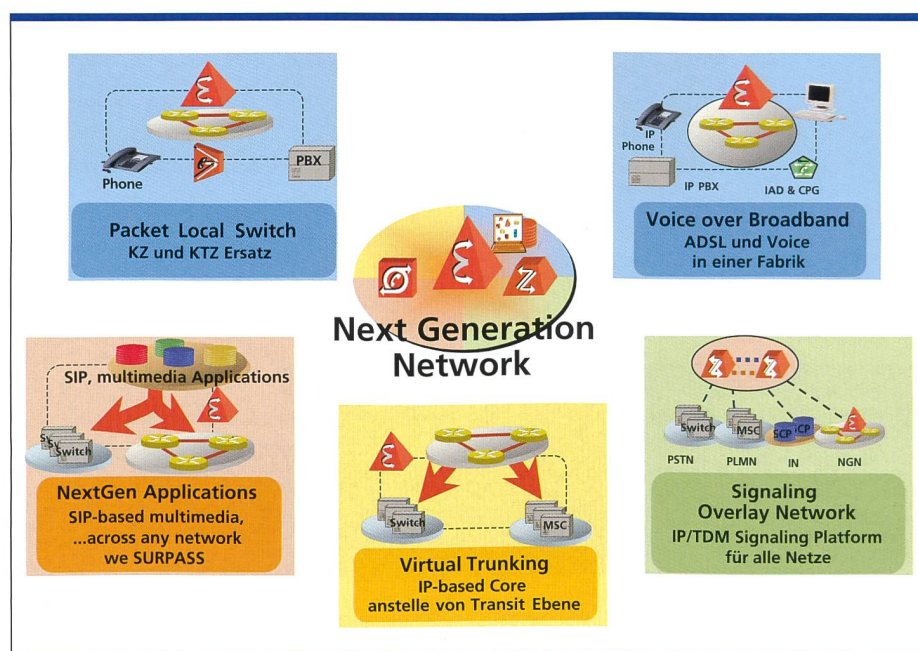 PBX
Phone
Packet Local Switch
KZ und KTZ Ersatz
IP
Phone
IP PBX
IAD & CPG
Voice over Broadband
ADSL und Voice
in einer Fabrik
Next Generation
Network
SIP, multimedia Applications
Switch
NextGen Applications
SIP-based multimedia,
...across any network
we SURPASS
Switch
MSC
Virtual Trunking
IP-based Core
anstelle von Transit Ebene
Switch
MSC
SCP
PSTN
PLMN
IN
NGN
Signaling
Overlay Network
IP/TDM Signaling Platform
für alle Netze